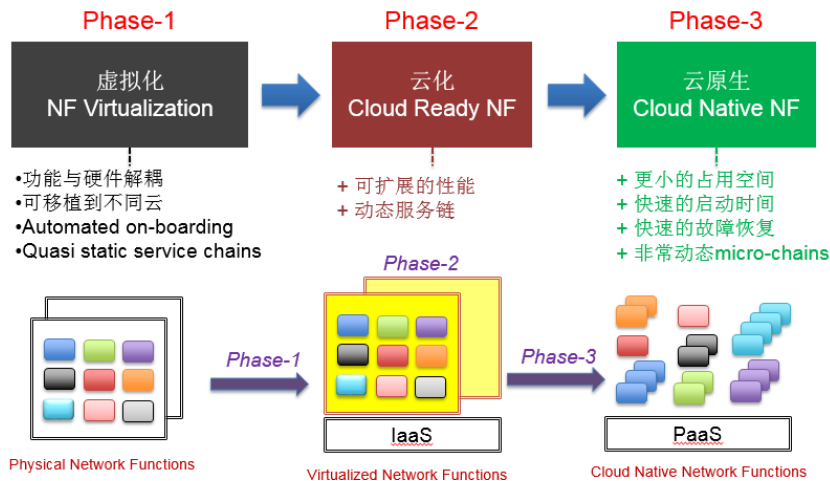 Phase-1
Phase-2
Phase-3
虚拟化
NF Virtualization
云化
Cloud Ready NF
云原生
Cloud Native NF
•功能与硬件解耦
•可移植到不同云
•Automated on-boarding
•Quasi static service chains
+ 可扩展的性能
+ 动态服务链
+ 更小的占用空间
+ 快速的启动时间
+ 快速的故障恢复
+ 非常动态micro-chains
Phase-2
Phase-1
Phase-3
IaaS
PaaS
Physical Network Functions
Virtualized Network Functions
Cloud Native Network Functions